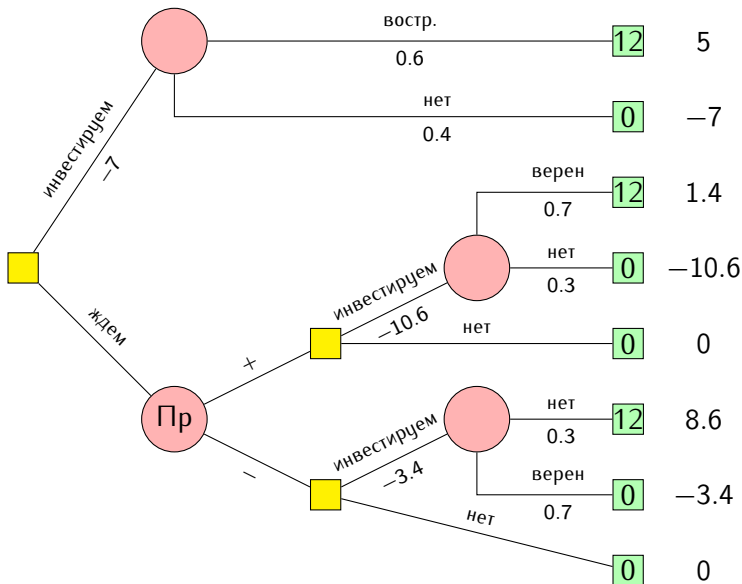 востр.
12 5
0.6
инвестируем
−7
нет
0 −7
0.4
верен
12 1.4
0.7
нет
0 −10.6
0.3
инвестируем
−10.6
нет
0 0
ждем
+
Пр
−
нет
12 8.6
0.3
инвестируем
−3.4
верен
0 −3.4
0.7
нет
0 0